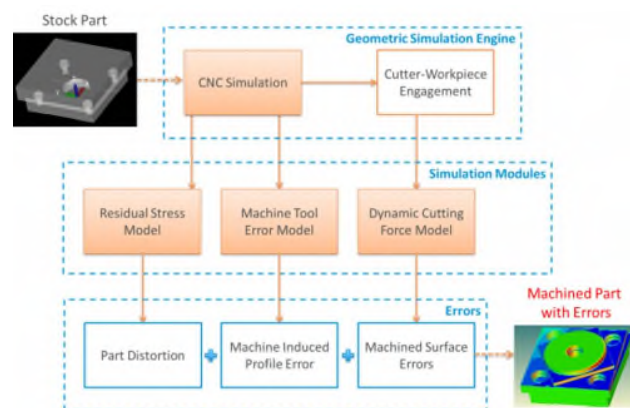 Stock Part
Geometric Simulation Engine
CNC Simulation
Cutter-Workpiece
Engagement
Simulation Modules
Residual Stress
Model
Machine Tool
Error Model
Dynamic Cutting
Force Model
Errors
Machined Part
with Errors
Part Distortion
Machine Induced
Profile Error
Machined Surface
Errors